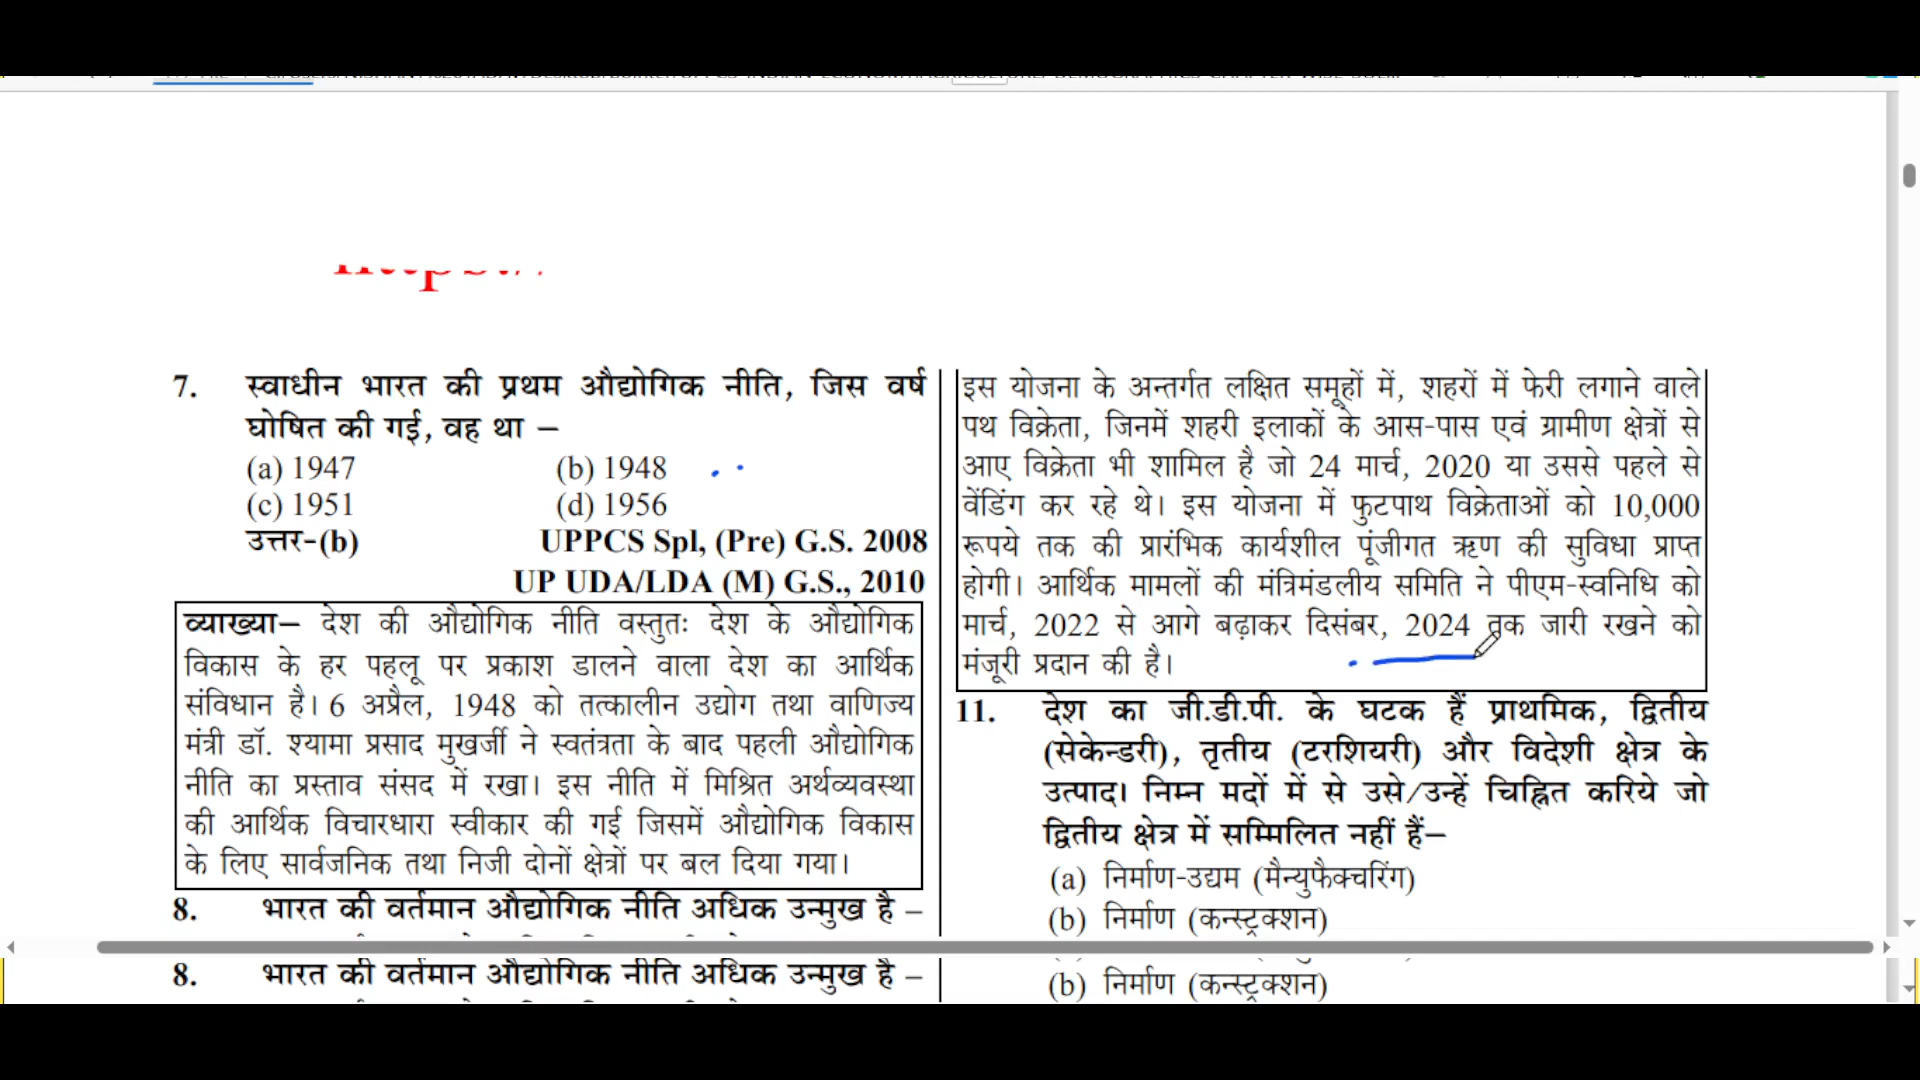 7. स्वाधीन भारत की प्रथम औद्योगिक नीति, जिस वर्ष
घोषित की गई, वह था –
(a) 1947 (b) 1948
(c) 1951 (d) 1956
उत्तर-(b) UPPCS Spl, (Pre) G.S. 2008
UP UDA/LDA (M) G.S., 2010
व्याख्या– देश की औद्योगिक नीति वस्तुतः देश के औद्योगिक
विकास के हर पहलू पर प्रकाश डालने वाला देश का आर्थिक
संविधान है। 6 अप्रैल, 1948 को तत्कालीन उद्योग तथा वाणिज्य
मंत्री डॉ. श्यामा प्रसाद मुखर्जी ने स्वतंत्रता के बाद पहली औद्योगिक
नीति का प्रस्ताव संसद में रखा। इस नीति में मिश्रित अर्थव्यवस्था
की आर्थिक विचारधारा स्वीकार की गई जिसमें औद्योगिक विकास
के लिए सार्वजनिक तथा निजी दोनों क्षेत्रों पर बल दिया गया।
8. भारत की वर्तमान औद्योगिक नीति अधिक उन्मुख है –
8. भारत की वर्तमान औद्योगिक नीति अधिक उन्मुख है –
इस योजना के अन्तर्गत लक्षित समूहों में, शहरों में फेरी लगाने वाले
पथ विक्रेता, जिनमें शहरी इलाकों के आस-पास एवं ग्रामीण क्षेत्रों से
आए विक्रेता भी शामिल है जो 24 मार्च, 2020 या उससे पहले से
वेंडिंग कर रहे थे। इस योजना में फुटपाथ विक्रेताओं को 10,000
रूपये तक की प्रारंभिक कार्यशील पूंजीगत ऋण की सुविधा प्राप्त
होगी। आर्थिक मामलों की मंत्रिमंडलीय समिति ने पीएम-स्वनिधि को
मार्च, 2022 से आगे बढ़ाकर दिसंबर, 2024 तक जारी रखने को
मंजूरी प्रदान की है।
11. देश का जी.डी.पी. के घटक हैं प्राथमिक, द्वितीय
(सेकेन्डरी), तृतीय (टरशियरी) और विदेशी क्षेत्र के
उत्पाद। निम्न मदों में से उसे/उन्हें चिह्नित करिये जो
द्वितीय क्षेत्र में सम्मिलित नहीं हैं–
(a) निर्माण-उद्यम (मैन्युफैक्चरिंग)
(b) निर्माण (कन्स्ट्रक्शन)
(b) निर्माण (कन्स्ट्रक्शन)